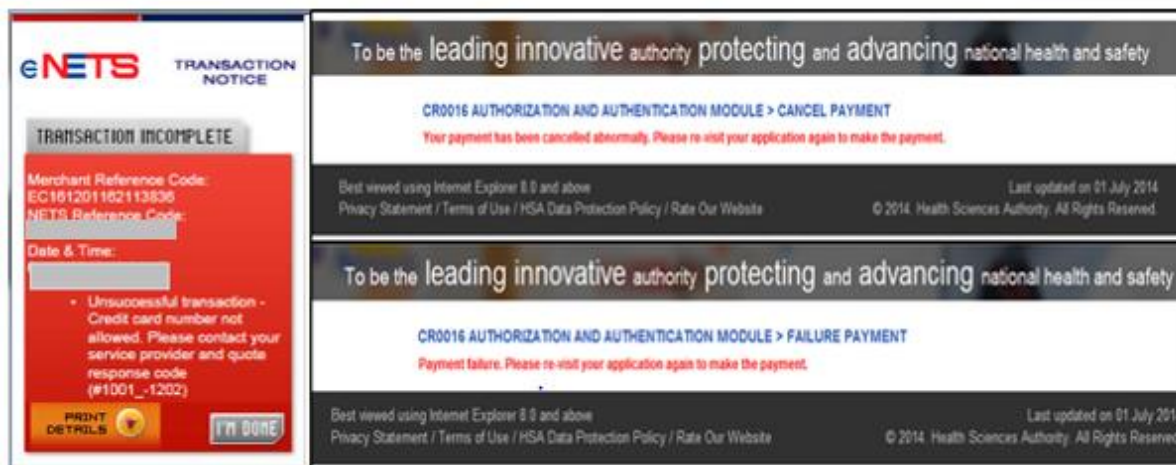 eNETS
TRANSACTION
NOTICE
TRANSACTION INCOMPLETE
Merchant Reference Code:
EC161201162113836
NETS Reference Code:
Date & Time:
• Unsuccessful transaction -
Credit card number not
allowed. Please contact your
service provider and quote
response code
(#1001_-1202)
PRINT
DETAILS
I'M DONE
To be the leading innovative authority protecting and advancing national health and safety
CR0016 AUTHORIZATION AND AUTHENTICATION MODULE > CANCEL PAYMENT
Your payment has been cancelled abnormally. Please re-visit your application again to make the payment.
Best viewed using Internet Explorer 8.0 and above
Last updated on 01 July 2014
Privacy Statement / Terms of Use / HSA Data Protection Policy / Rate Our Website
© 2014. Health Sciences Authority. All Rights Reserved.
To be the leading innovative authority protecting and advancing national health and safety
CR0016 AUTHORIZATION AND AUTHENTICATION MODULE > FAILURE PAYMENT
Payment failure. Please re-visit your application again to make the payment.
Best viewed using Internet Explorer 8.0 and above
Last updated on 01 July 201
Privacy Statement / Terms of Use / HSA Data Protection Policy / Rate Our Website
© 2014. Health Sciences Authority. All Rights Reserve